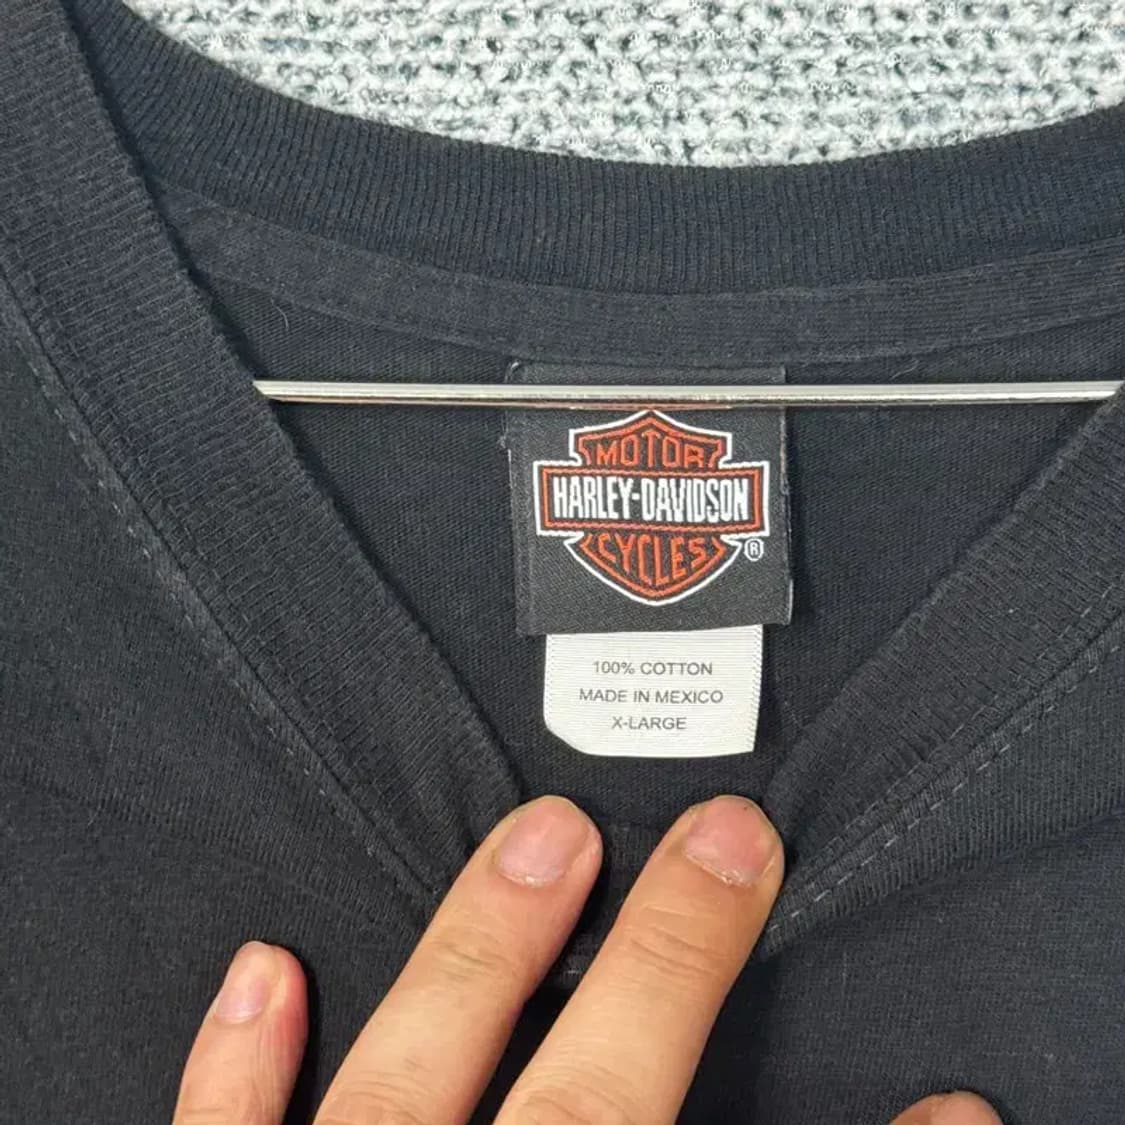 MOTOR
HARLEY-DAVIDSON
CYCLES
®
100% COTTON
MADE IN MEXICO
X-LARGE